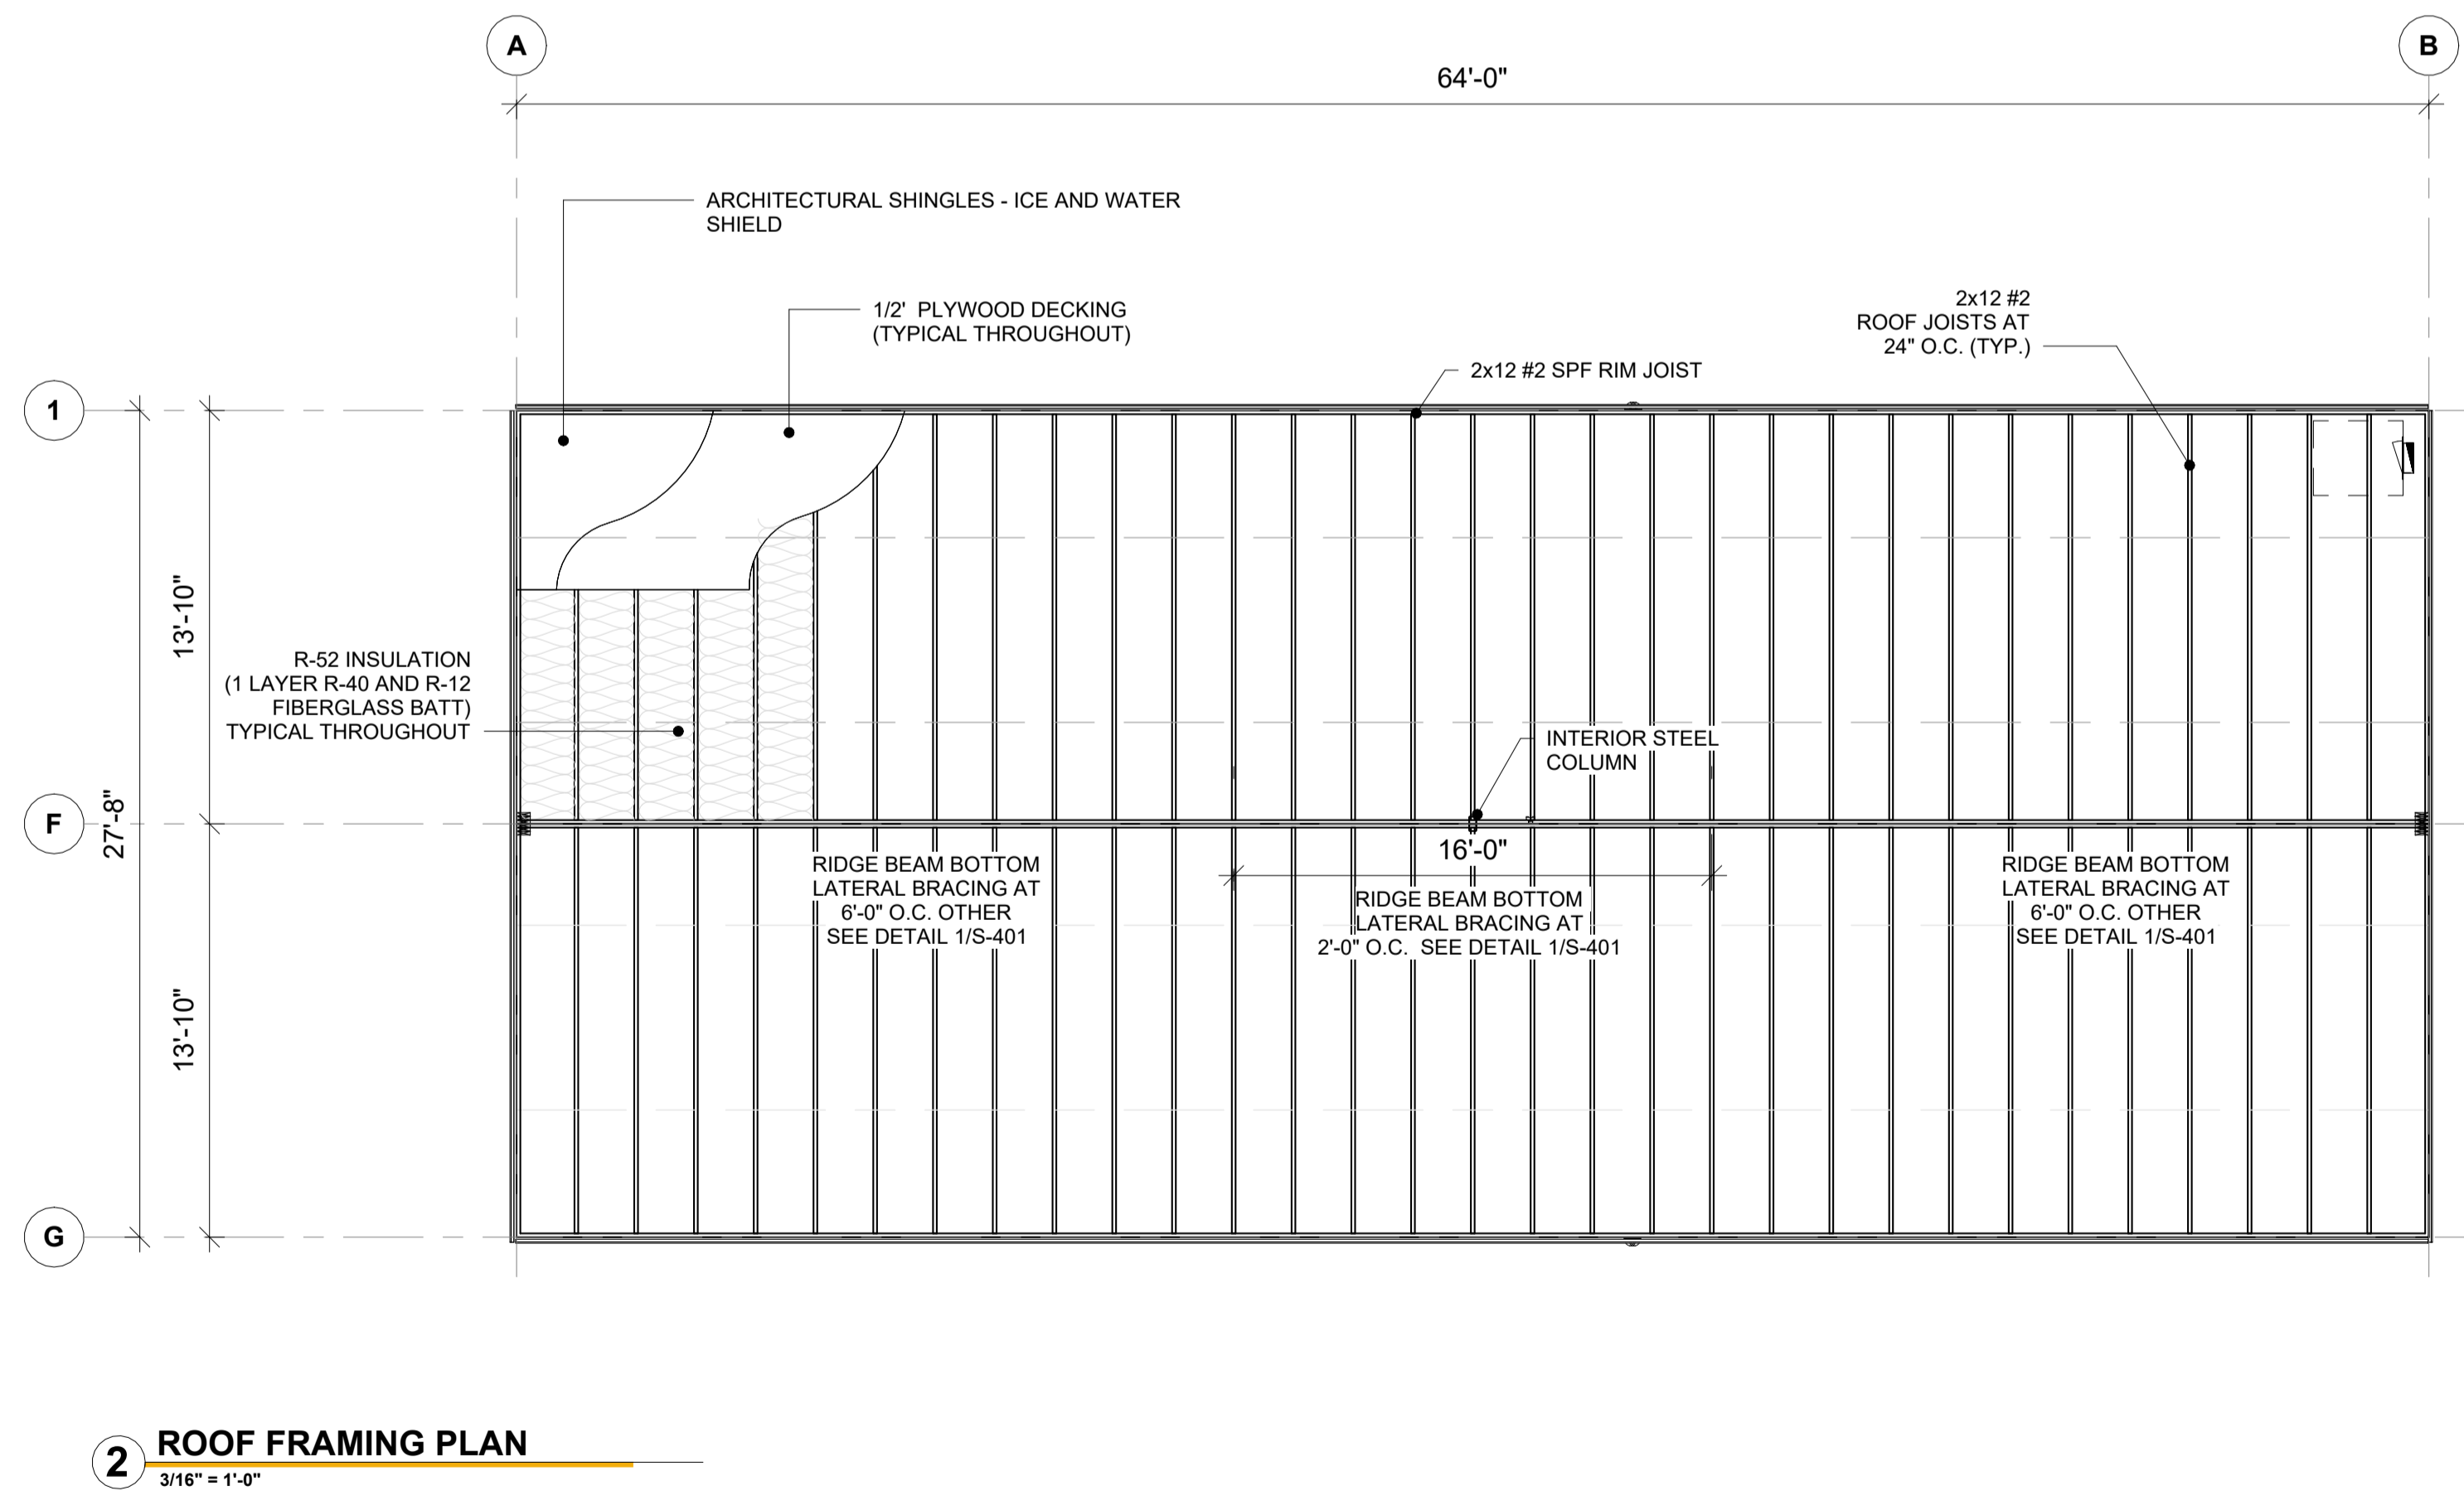 A
B
64'-0"
ARCHITECTURAL SHINGLES - ICE AND WATER
SHIELD
1/2'  PLYWOOD DECKING
(TYPICAL THROUGHOUT)
2x12 #2
ROOF JOISTS AT
24" O.C. (TYP.)
2x12 #2 SPF RIM JOIST
1
13'-10"
R-52 INSULATION
(1 LAYER R-40 AND R-12
FIBERGLASS BATT)
TYPICAL THROUGHOUT
INTERIOR STEEL
COLUMN
F
27'-8"
16'-0"
RIDGE BEAM BOTTOM
LATERAL BRACING AT
6'-0" O.C. OTHER
SEE DETAIL 1/S-401
RIDGE BEAM BOTTOM
LATERAL BRACING AT
2'-0" O.C.  SEE DETAIL 1/S-401
RIDGE BEAM BOTTOM
LATERAL BRACING AT
6'-0" O.C. OTHER
SEE DETAIL 1/S-401
13'-10"
G
2
ROOF FRAMING PLAN
3/16" = 1'-0"